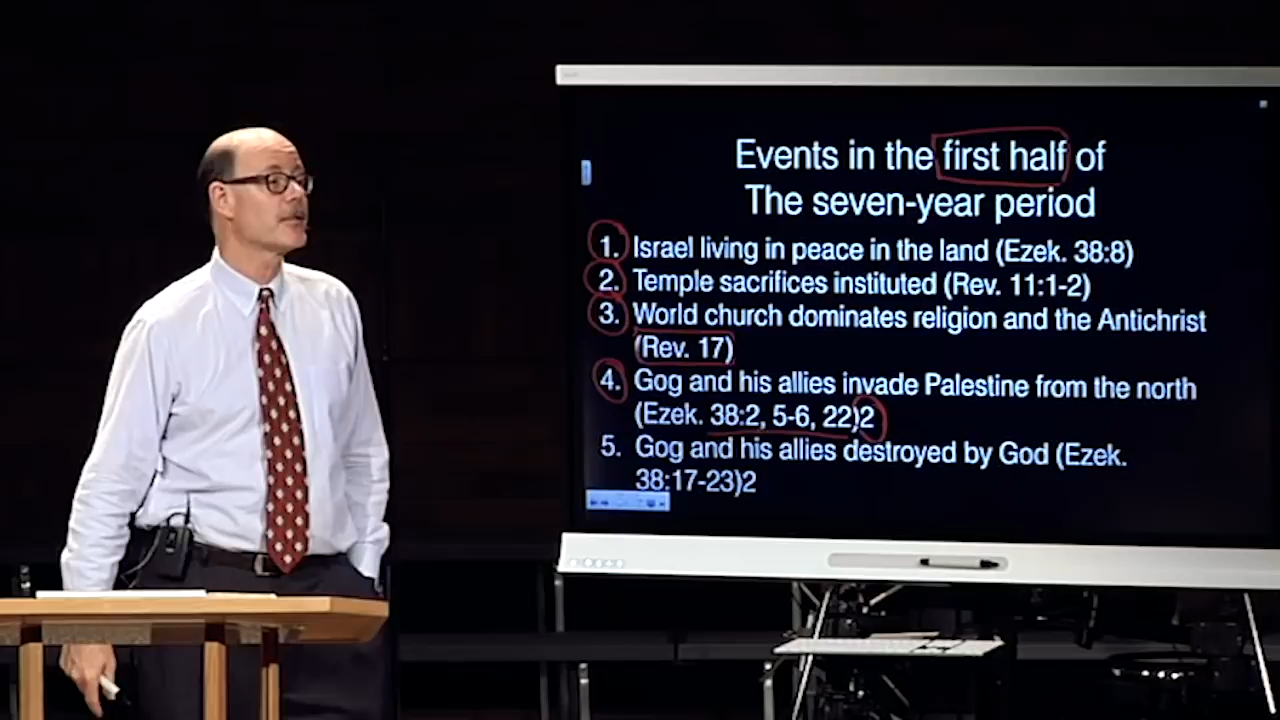 Events in the first half of
The seven-year period
1. Israel living in peace in the land (Ezek. 38:8)
2. Temple sacrifices instituted (Rev. 11:1-2)
3. World church dominates religion and the Antichrist
(Rev. 17)
4. Gog and his allies invade Palestine from the north
(Ezek. 38:2, 5-6, 22)2
5. Gog and his allies destroyed by God (Ezek.
38:17-23)2